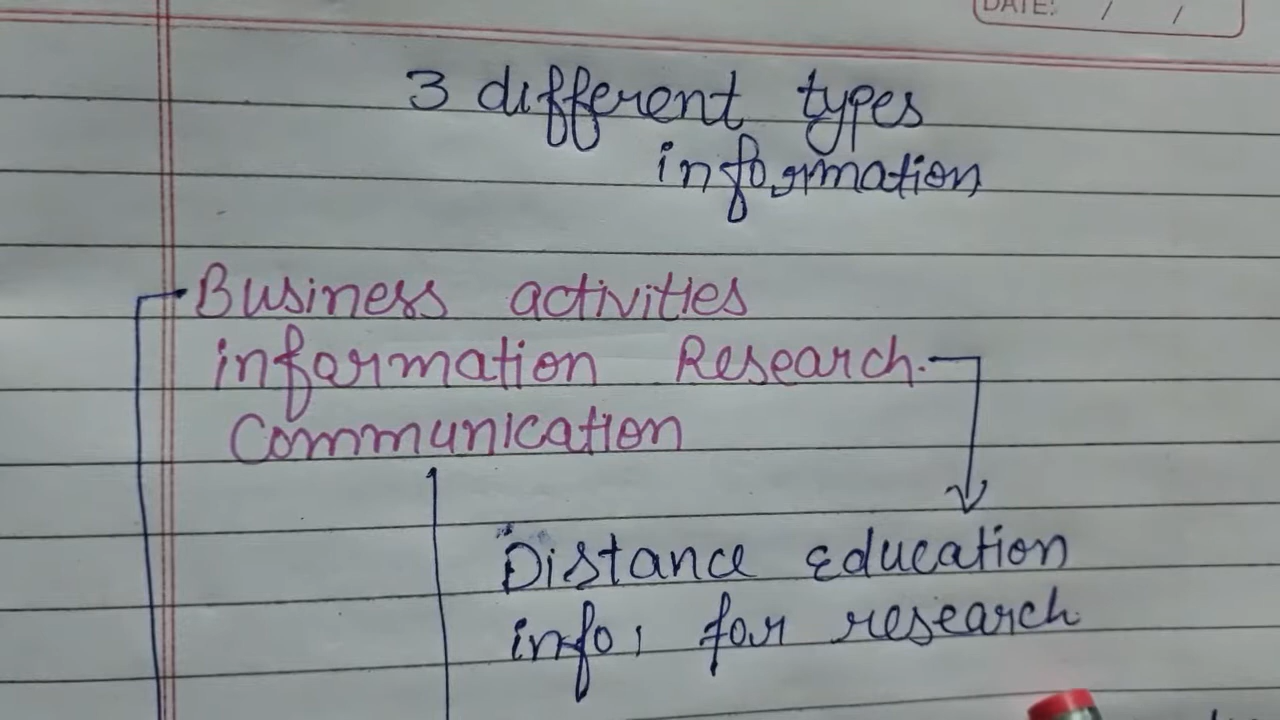 DATE: / /
3 different types
information
Business activities
information Research.
Communication
Distance Education
info, for research